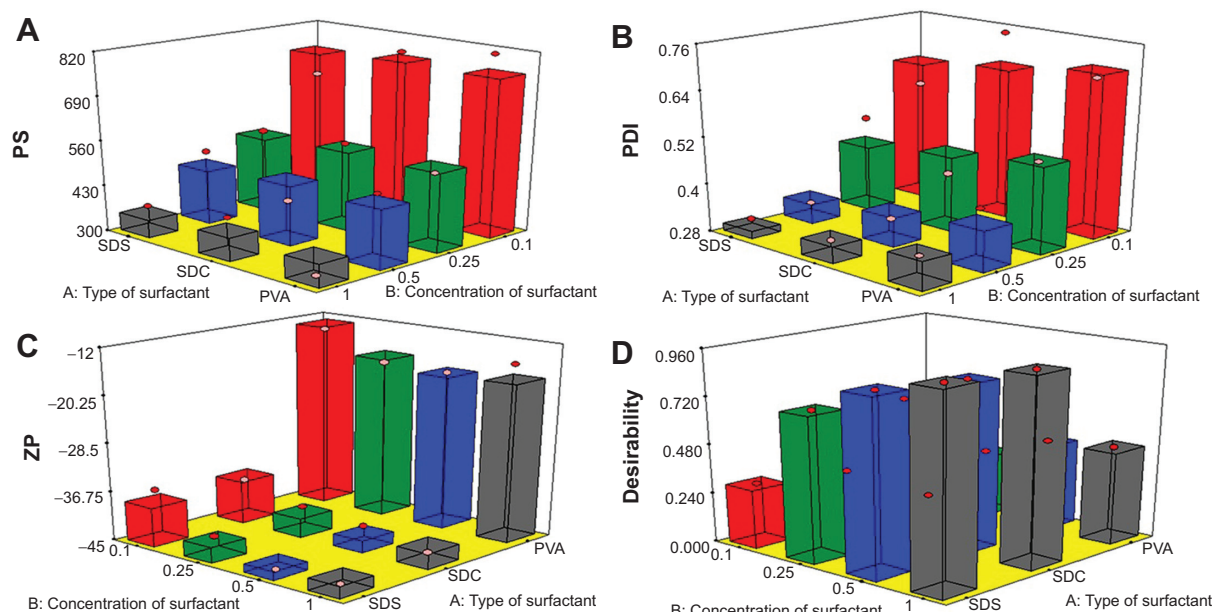 A
820
690
560
430
300
PS
SDS
SDC
PVA
A: Type of surfactant
1
0.5
0.25
0.1
B: Concentration of surfactant
B
0.76
0.64
0.52
0.4
0.28
PDI
SDS
SDC
PVA
A: Type of surfactant
1
0.5
0.25
0.1
B: Concentration of surfactant
C
−12
−20.25
−28.5
−36.75
−45
ZP
0.1
0.25
0.5
1
B: Concentration of surfactant
SDS
SDC
PVA
A: Type of surfactant
D
0.960
0.720
0.480
0.240
0.000
Desirability
0.1
0.25
0.5
1
B: Concentration of surfactant
SDS
SDC
PVA
A: Type of surfactant